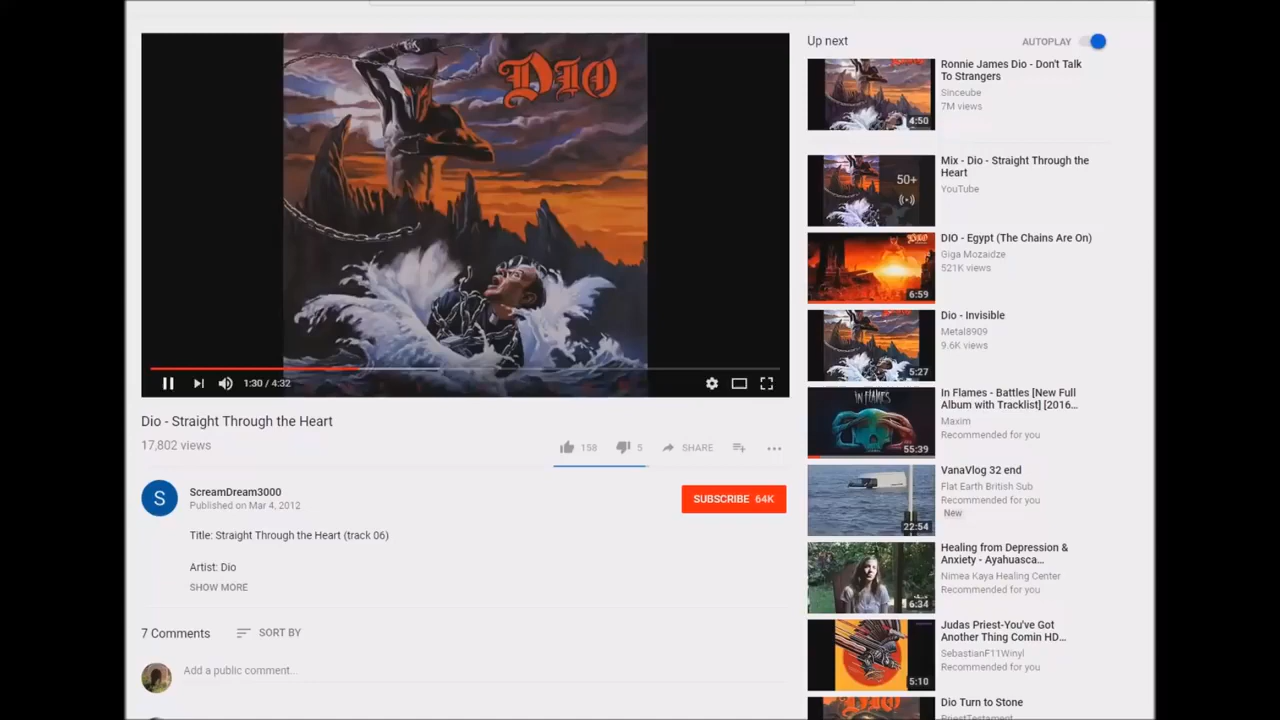 DIO
1:30 / 4:32
Dio - Straight Through the Heart
17,802 views
158
5
SHARE
S
ScreamDream3000
Published on Mar 4, 2012
SUBSCRIBE 64K
Title: Straight Through the Heart (track 06)
Artist: Dio
SHOW MORE
7 Comments
SORT BY
Add a public comment...
Up next
AUTOPLAY
4:50
Ronnie James Dio - Don't Talk
To Strangers
Sinceube
7M views
50+
Mix - Dio - Straight Through the
Heart
YouTube
DIO
6:59
DIO - Egypt (The Chains Are On)
Giga Mozaidze
521K views
5:27
Dio - Invisible
Metal8909
9.6K views
IN FLAMES
55:39
In Flames - Battles [New Full
Album with Tracklist] [2016...
Maxim
Recommended for you
22:54
VanaVlog 32 end
Flat Earth British Sub
Recommended for you
New
6:34
Healing from Depression &
Anxiety - Ayahuasca...
Nimea Kaya Healing Center
Recommended for you
5:10
Judas Priest-You've Got
Another Thing Comin HD...
SebastianF11Winyl
Recommended for you
Dio Turn to Stone
PriestTestament